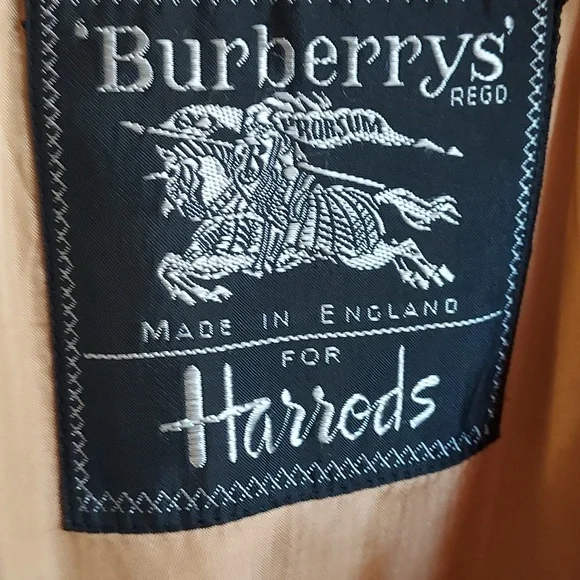 'Burberrys'
REGD
PRORSUM
MADE IN ENGLAND
FOR
Harrods